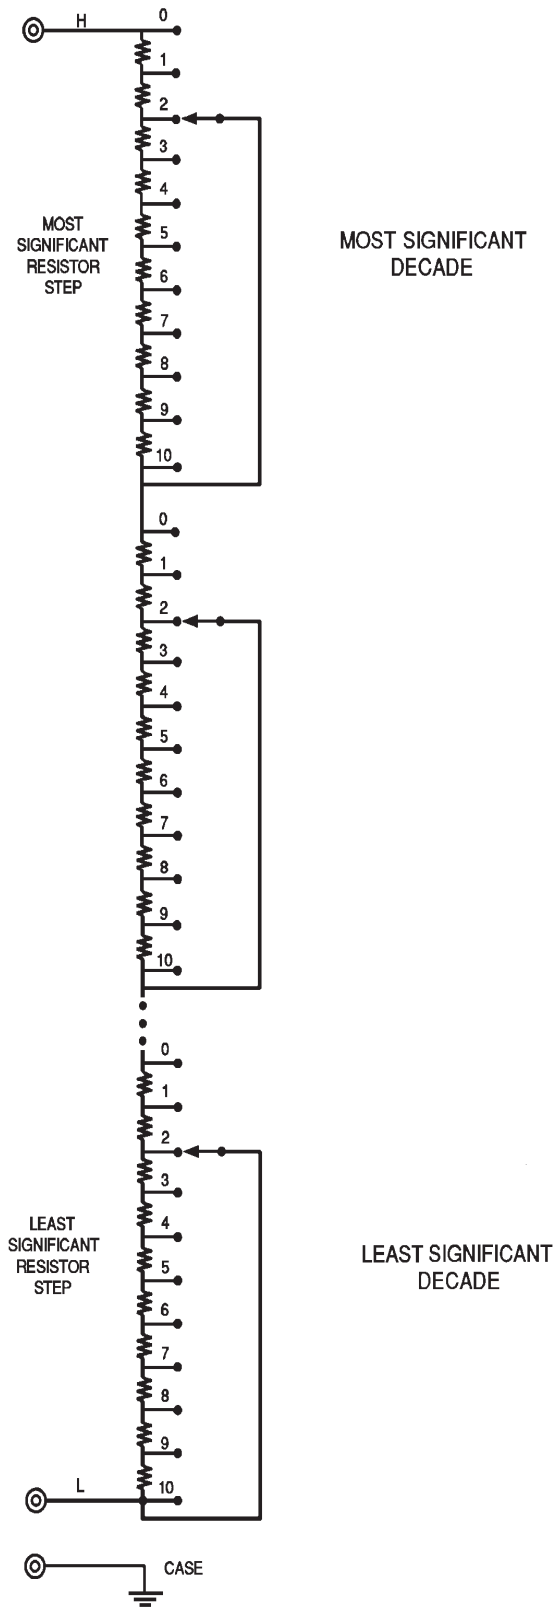 H
0
1
2
3
4
5
6
7
8
9
10
MOST
SIGNIFICANT
RESISTOR
STEP
MOST SIGNIFICANT
DECADE
0
1
2
3
4
5
6
7
8
9
10
0
1
2
3
4
5
6
7
8
9
10
LEAST
SIGNIFICANT
RESISTOR
STEP
LEAST SIGNIFICANT
DECADE
L
CASE